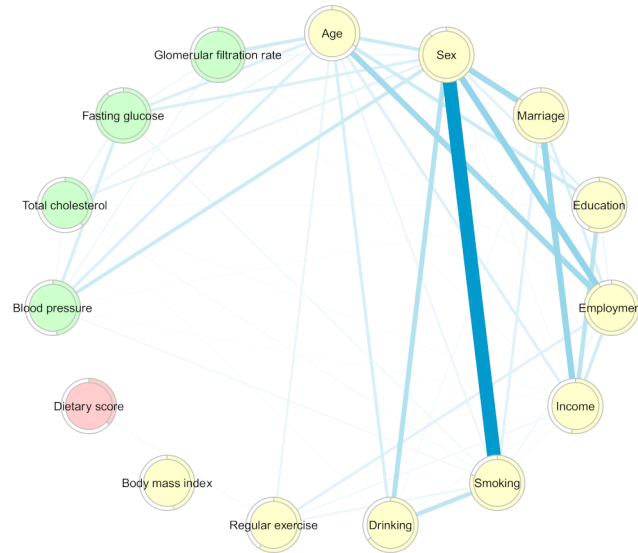 Age
Glomerular filtration rate
Sex
Fasting glucose
Marriage
Total cholesterol
Education
Blood pressure
Employmen
Dietary score
Income
Body mass index
Smoking
Regular exercise
Drinking